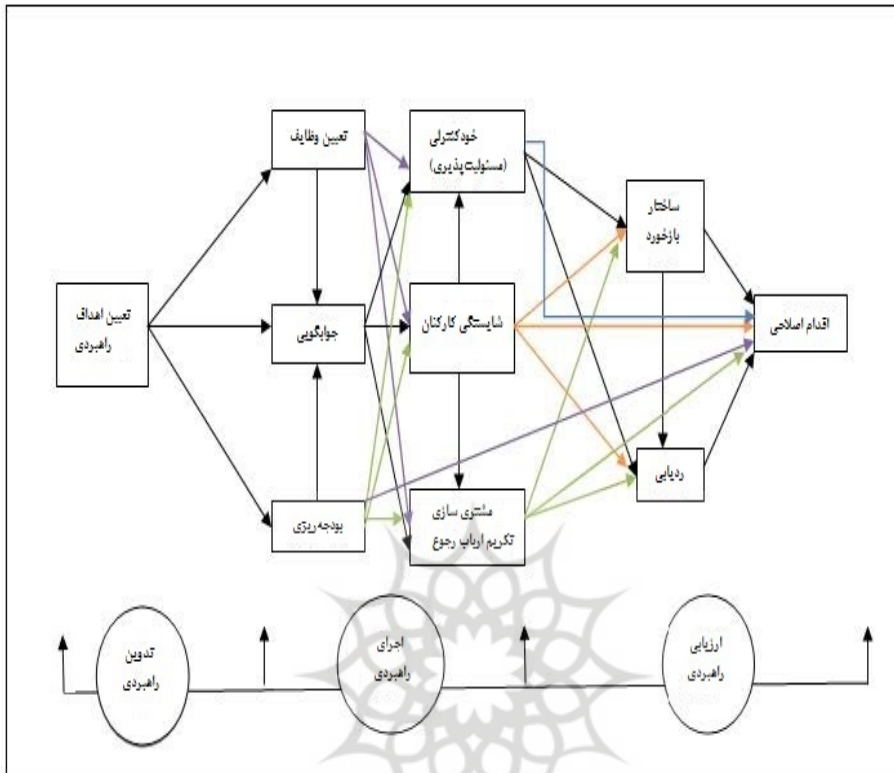 تعیین وظایف
خودکنترلی
(مسئولیت‌پذیری)
ساختار
بازخورد
تعیین اهداف
راهبردی
جوابگویی
شایستگی کارکنان
اقدام اصلاحی
ردیابی
بودجه‌ریزی
مشتری سازی
تکریم ارباب رجوع
تدوین
راهبردی
اجرای
راهبردی
ارزیابی
راهبردی